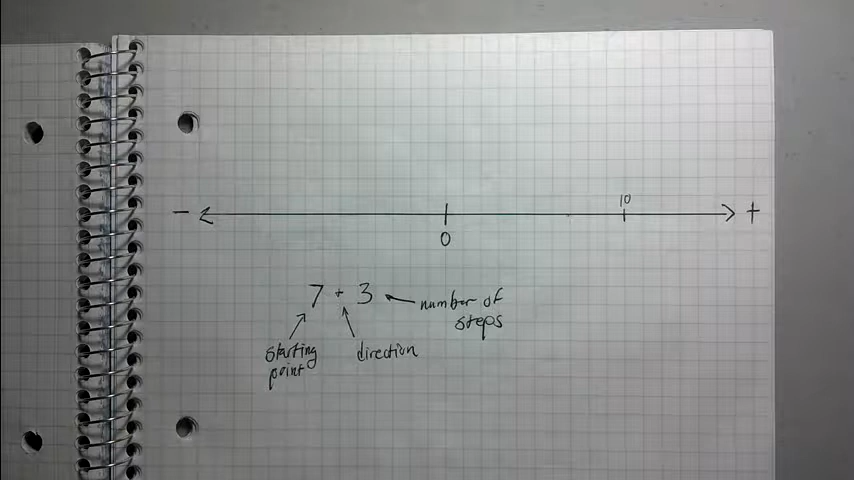 10
- +
0
7 + 3
number of
steps
starting
point
direction